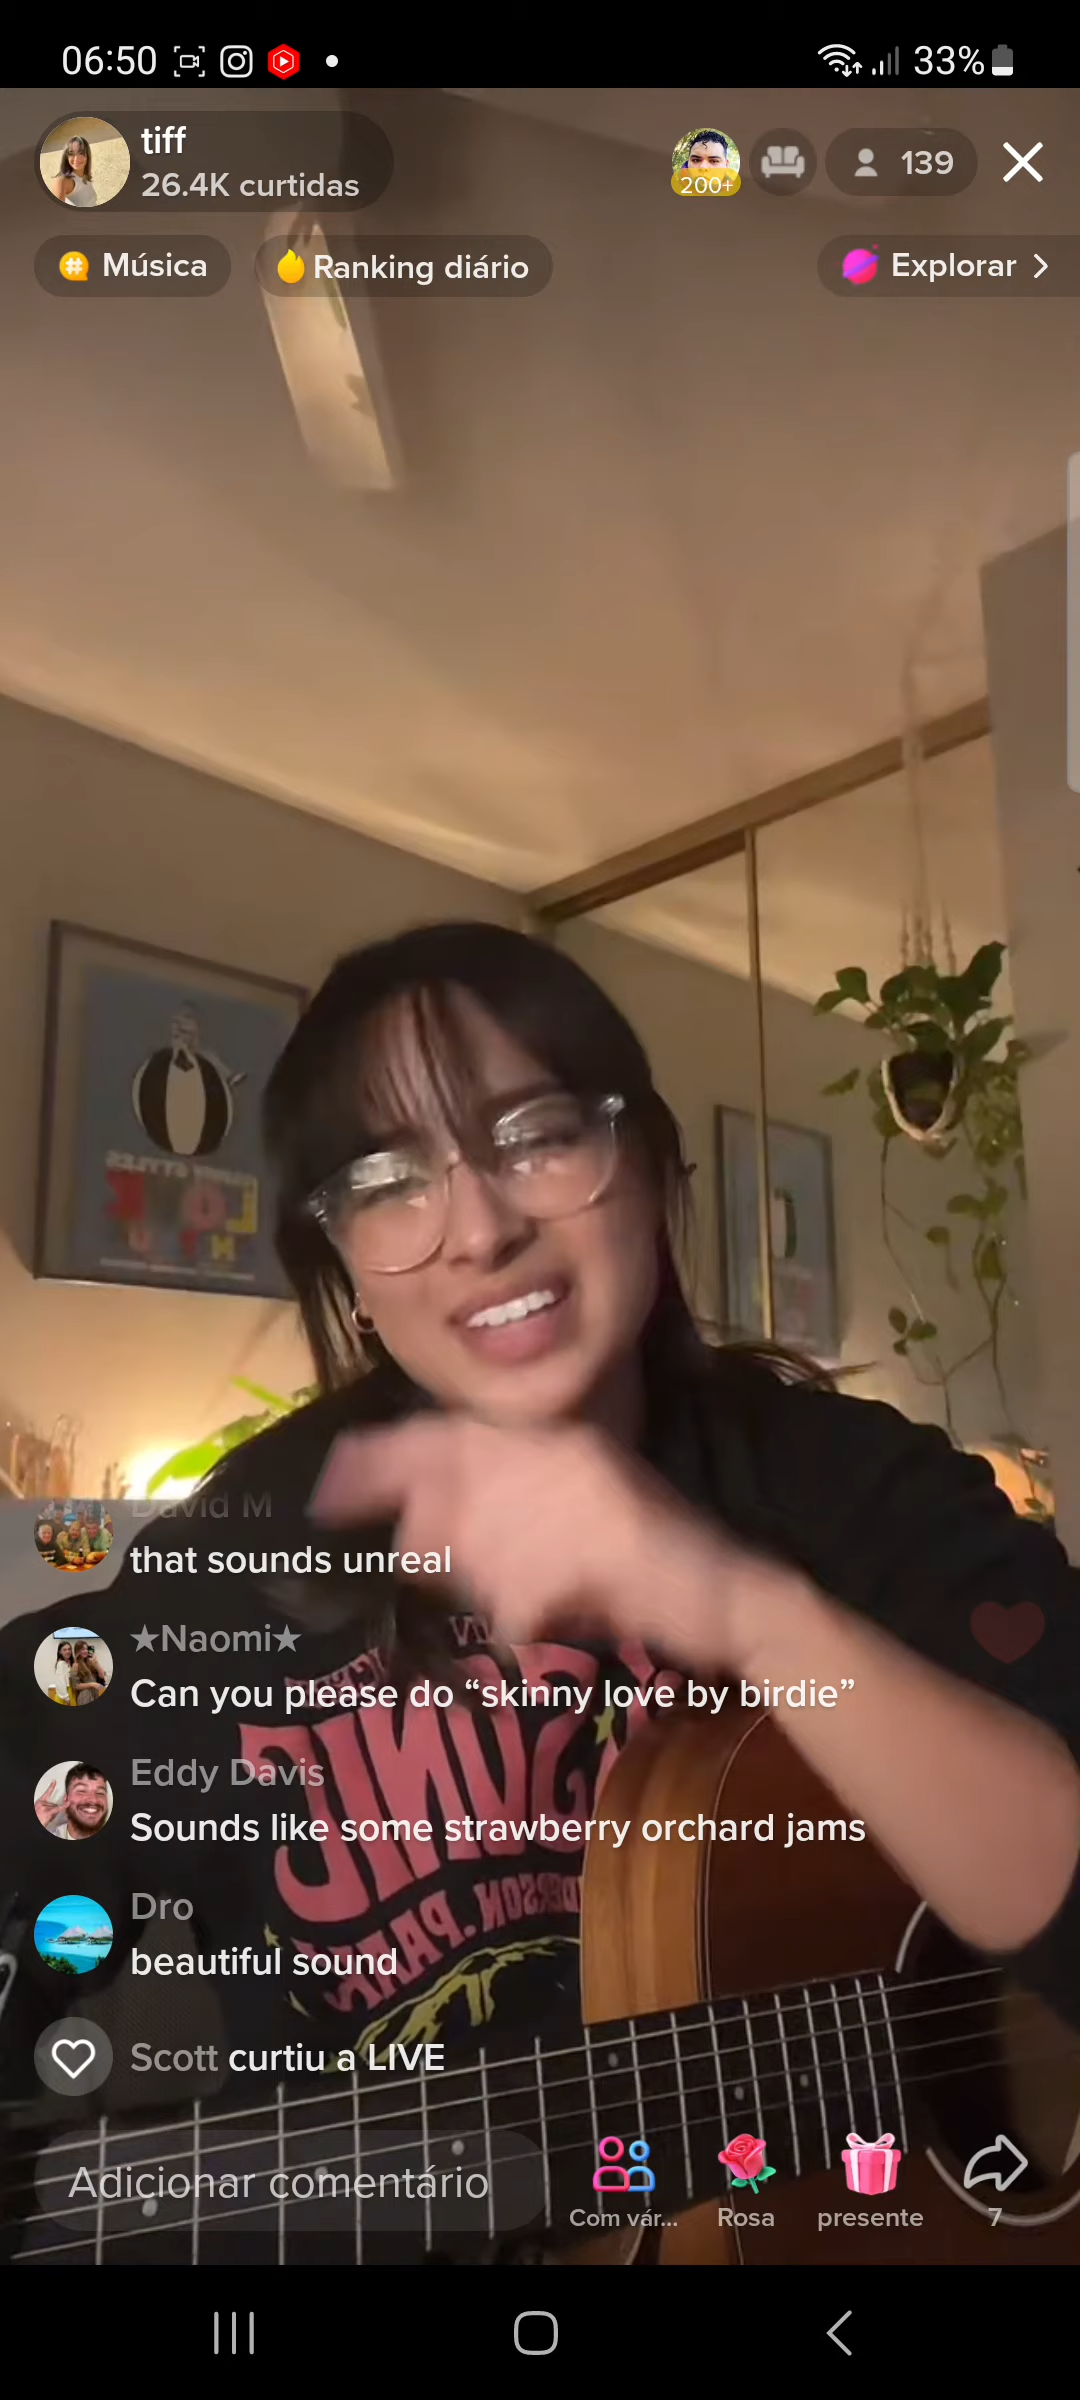 06:50
33%
tiff
26.4K curtidas
200+
139
Música
Ranking diário
Explorar
David M
that sounds unreal
★Naomi★
Can you please do “skinny love by birdie”
Eddy Davis
Sounds like some strawberry orchard jams
Dro
beautiful sound
Scott curtiu a LIVE
Adicionar comentário
Com vár...
Rosa
presente
7